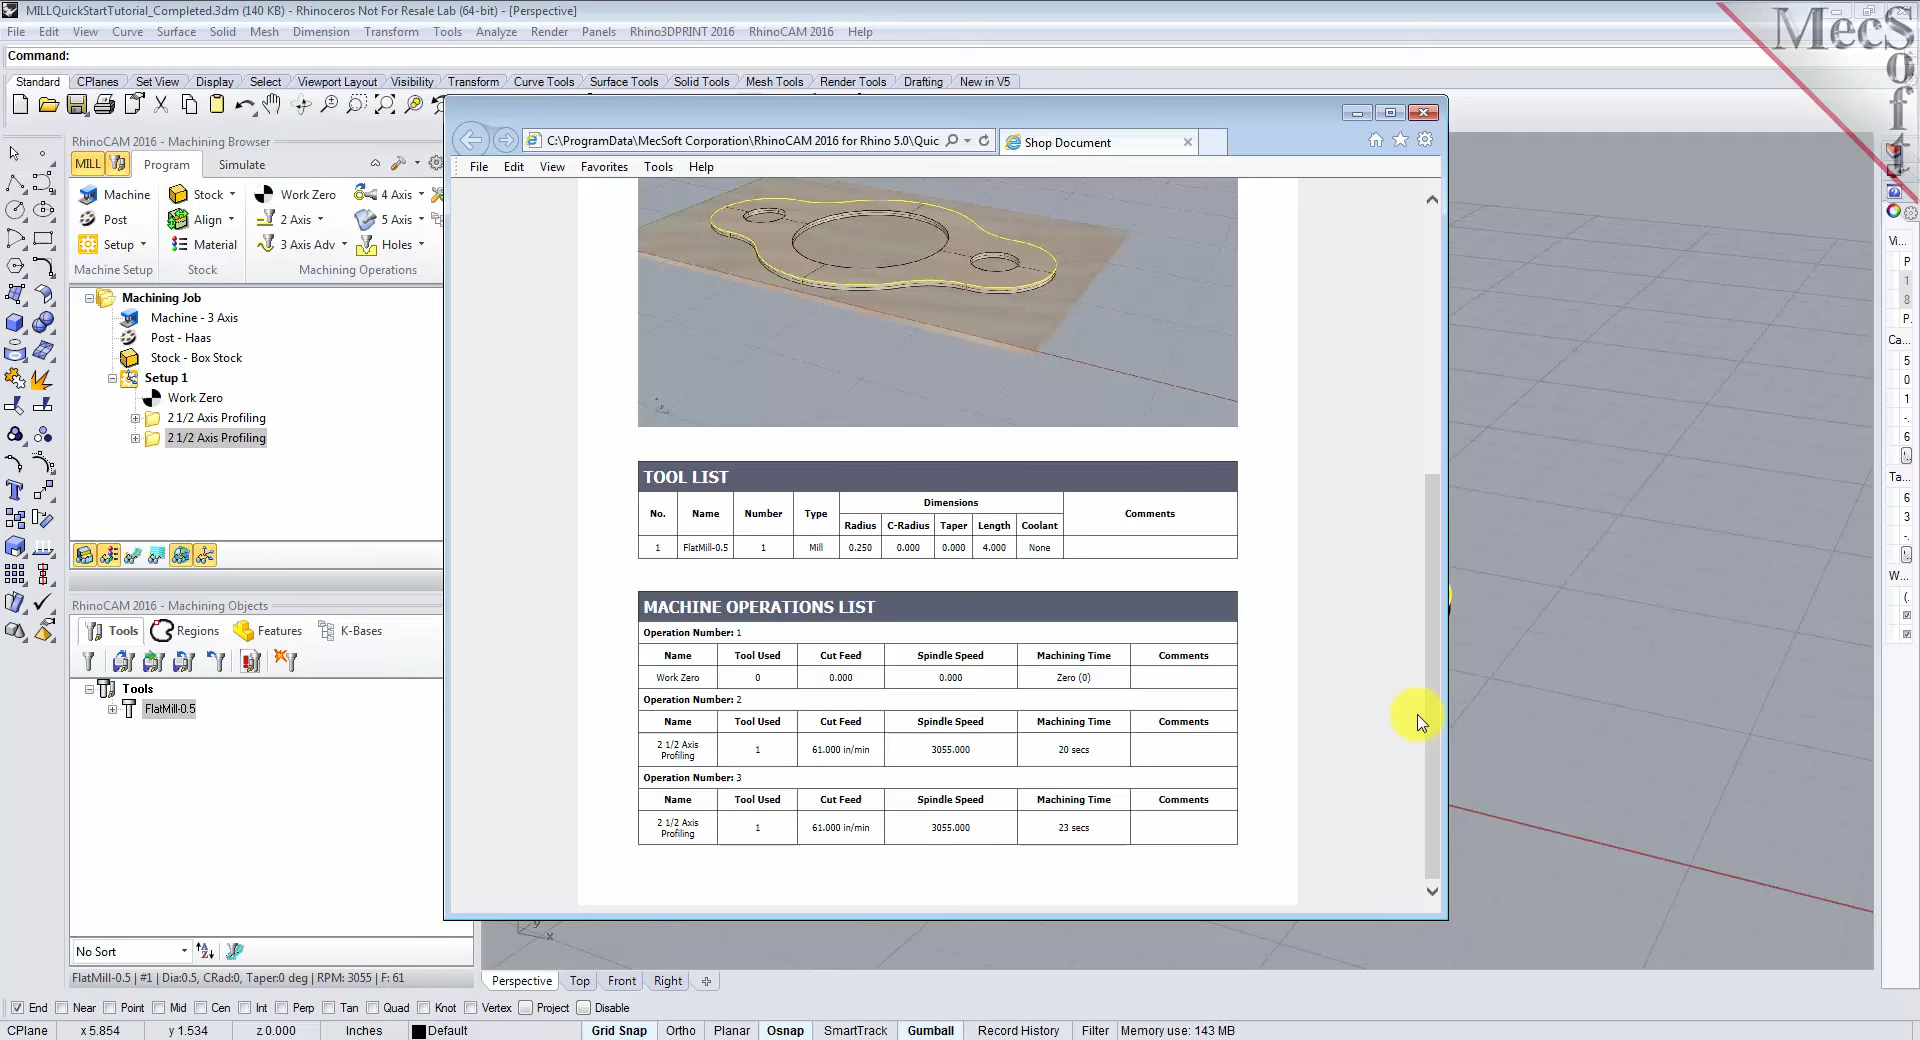 MILLQuickStartTutorial_Completed.3dm (140 KB) - Rhinoceros Not For Resale Lab (64-bit) - [Perspective]
File Edit View Curve Surface Solid Mesh Dimension Transform Tools Analyze Render Panels Rhino3DPRINT 2016 RhinoCAM 2016 Help
MecSoft
Command:
Standard CPlanes Set View Display Select Viewport Layout Visibility Transform Curve Tools Surface Tools Solid Tools Mesh Tools Render Tools Drafting New in V5
RhinoCAM 2016 - Machining Browser
MILL Program Simulate
Machine Stock Work Zero 4 Axis
Post Align 2 Axis 5 Axis
Setup Material 3 Axis Adv Holes
Machine Setup Stock Machining Operations
Machining Job
Machine - 3 Axis
Post - Haas
Stock - Box Stock
Setup 1
Work Zero
2 1/2 Axis Profiling
2 1/2 Axis Profiling
RhinoCAM 2016 - Machining Objects
Tools Regions Features K-Bases
Tools
FlatMill-0.5
No Sort
FlatMill-0.5 | #1 | Dia:0.5, CRad:0, Taper:0 deg | RPM: 3055 | F: 61
C:\ProgramData\MecSoft Corporation\RhinoCAM 2016 for Rhino 5.0\Quic Shop Document
File Edit View Favorites Tools Help
TOOL LIST
No. Name Number Type Dimensions Comments
Radius C-Radius Taper Length Coolant
1 FlatMill-0.5 1 Mill 0.250 0.000 0.000 4.000 None
MACHINE OPERATIONS LIST
Operation Number: 1
Name Tool Used Cut Feed Spindle Speed Machining Time Comments
Work Zero 0 0.000 0.000 Zero (0)
Operation Number: 2
Name Tool Used Cut Feed Spindle Speed Machining Time Comments
2 1/2 Axis Profiling 1 61.000 in/min 3055.000 20 secs
Operation Number: 3
Name Tool Used Cut Feed Spindle Speed Machining Time Comments
2 1/2 Axis Profiling 1 61.000 in/min 3055.000 23 secs
Vi...
P
1
8
P.
Ca...
5
0
1
-.
6
Ta...
6
3
-.
W...
(.
y
x
Perspective Top Front Right
End Near Point Mid Cen Int Perp Tan Quad Knot Vertex Project Disable
CPlane x 5.854 y 1.534 z 0.000 Inches Default Grid Snap Ortho Planar Osnap SmartTrack Gumball Record History Filter Memory use: 143 MB